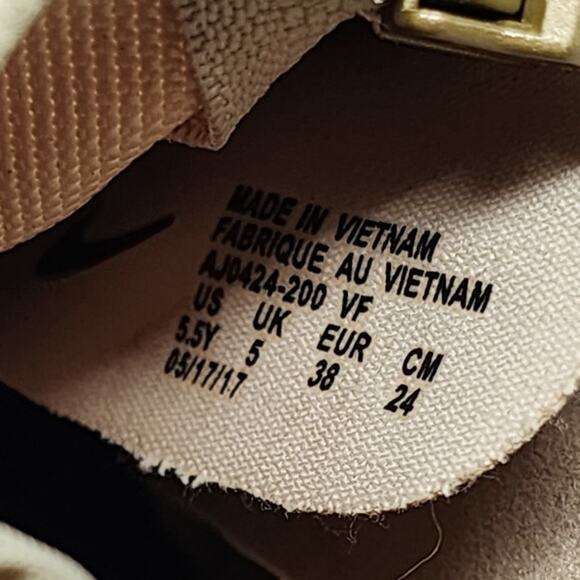 MADE IN VIETNAM
FABRIQUE AU VIETNAM
AJ0424-200 VF
US UK EUR CM
5.5Y 5 38 24
05/17/17